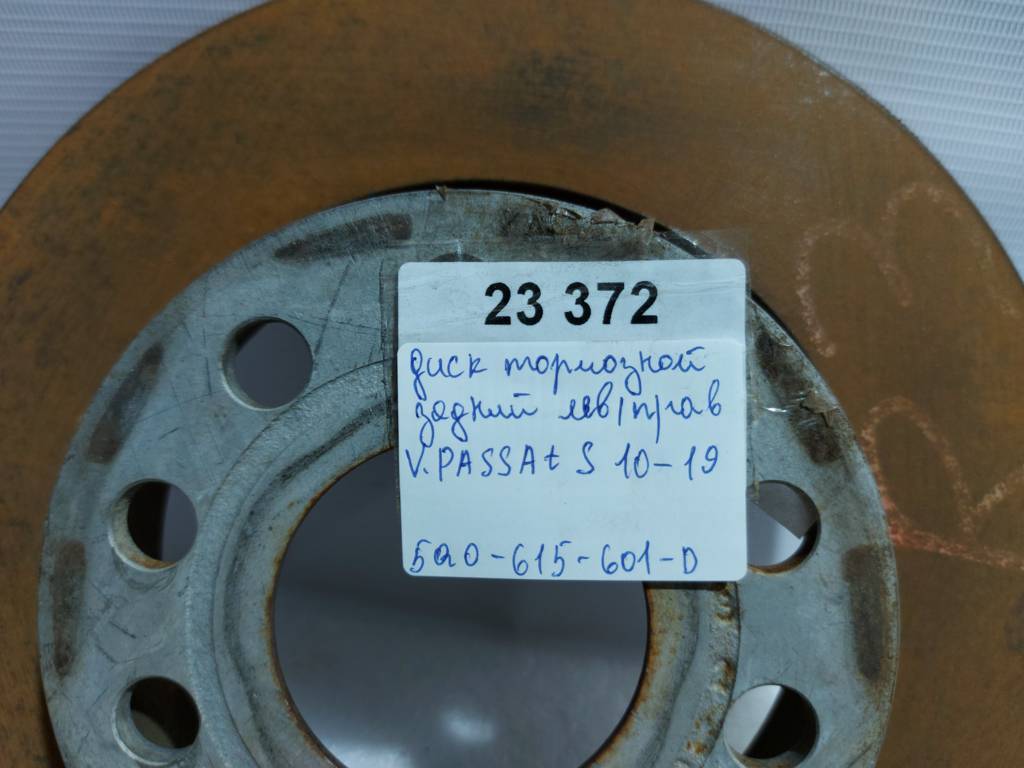 23 372
диск тормозной
задний лев/прав
V.PASSAt S 10-19
5Q0-615-601-D